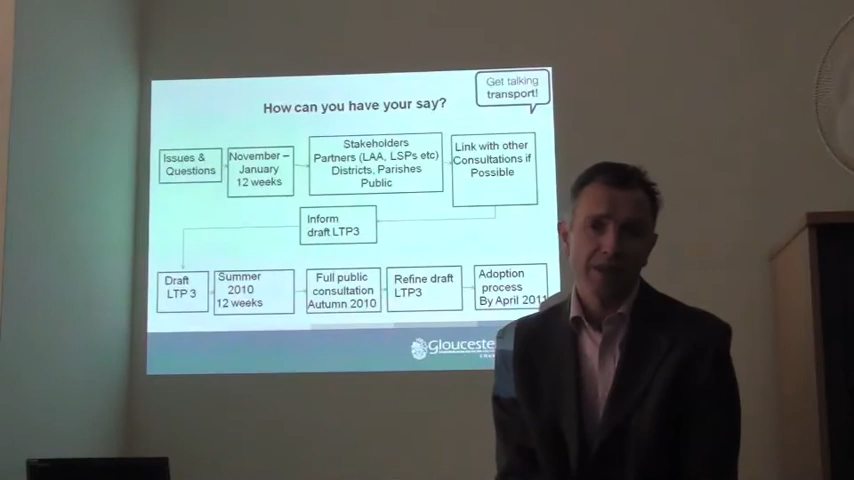 Get talking
transport!
How can you have your say?
Issues &
Questions
November –
January
12 weeks
Stakeholders
Partners (LAA, LSPs etc)
Districts, Parishes
Public
Link with other
Consultations if
Possible
Inform
draft LTP3
Draft
LTP 3
Summer
2010
12 weeks
Full public
consultation
Autumn 2010
Refine draft
LTP3
Adoption
process
By April 2011
Glouceste